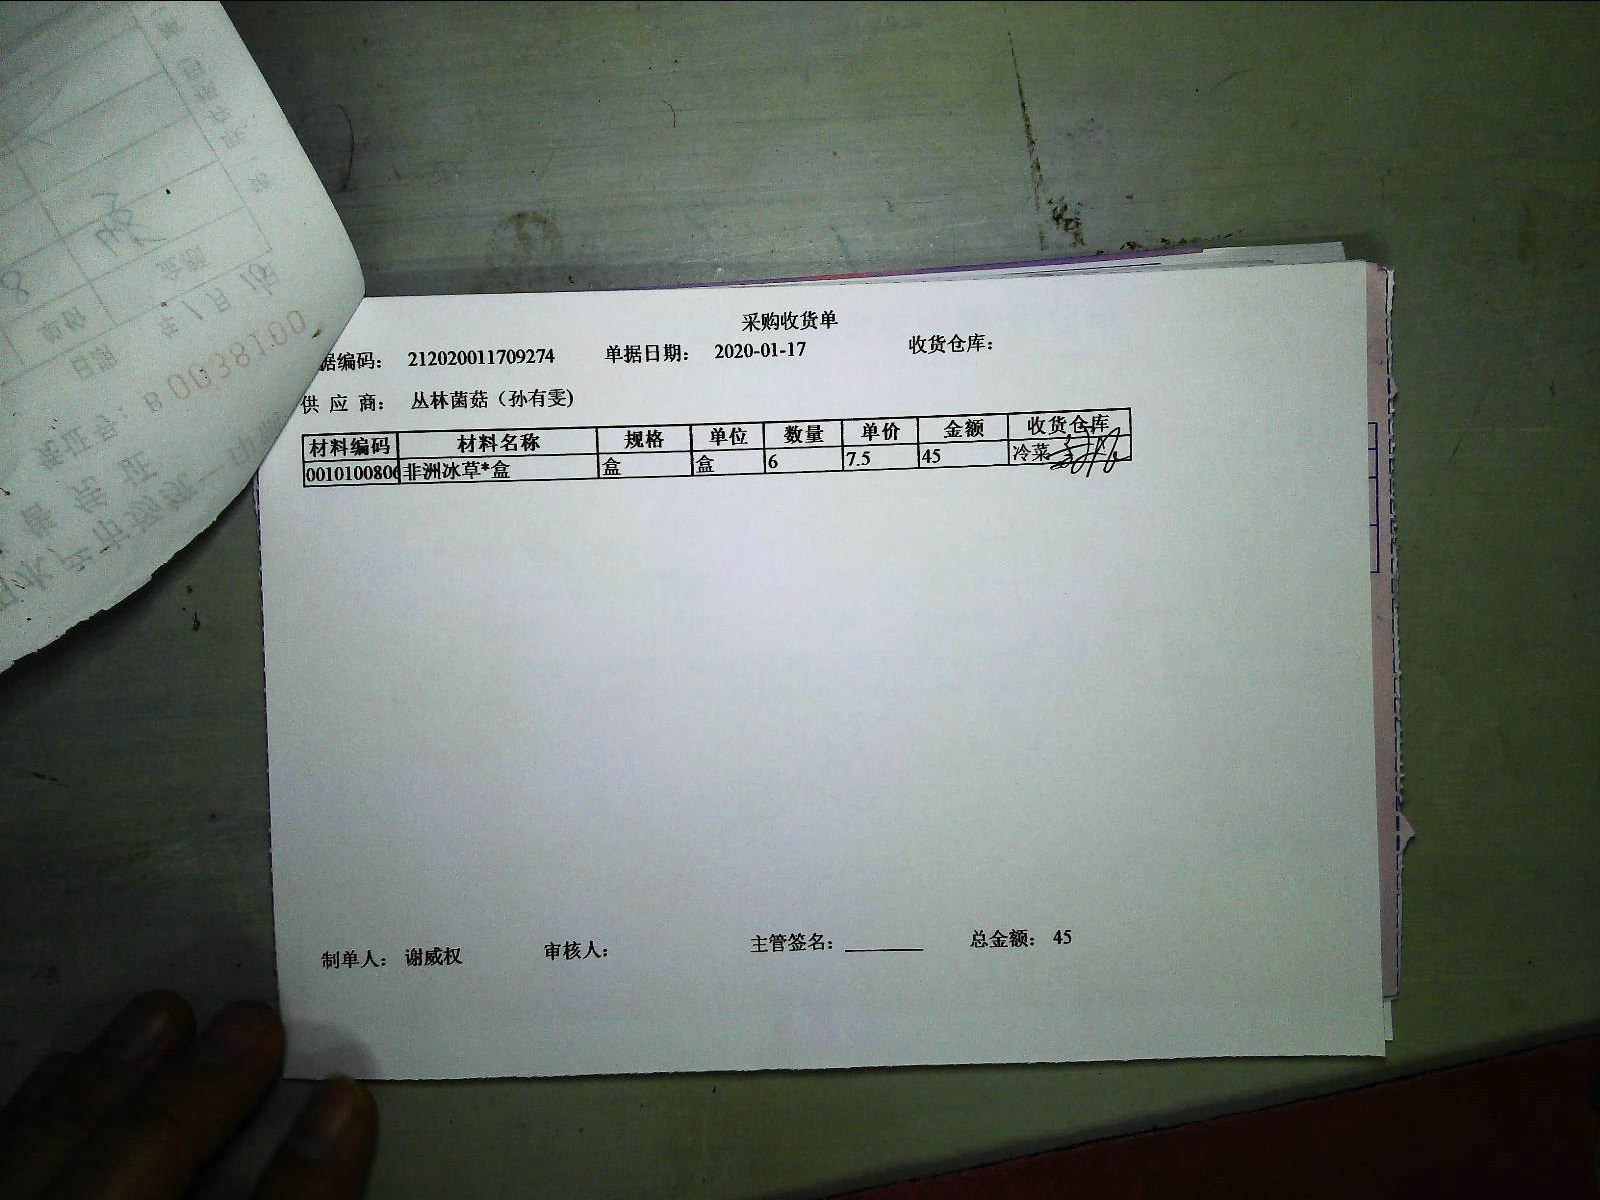 采购收货单
据编码： 212020011709274 单据日期： 2020-01-17 收货仓库：
供 应 商： 丛林菌菇（孙有雯)
材料编码 材料名称 规格 单位 数量 单价 金额 收货仓库
0010100806 非洲冰草*盒 盒 盒 6 7.5 45 冷菜
制单人： 谢威权 审核人： 主管签名： 总金额： 45